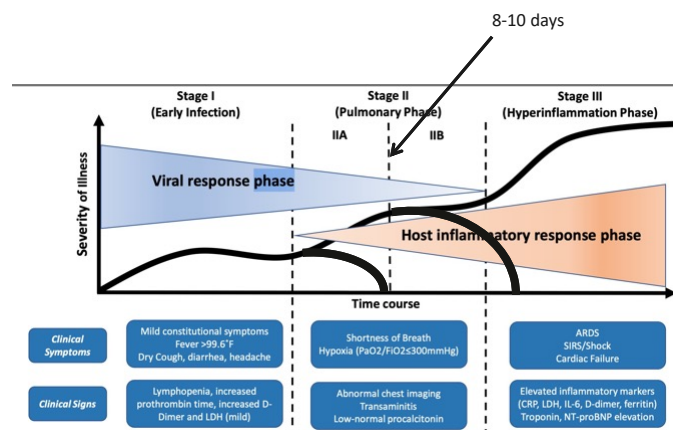 8-10 days
Stage I
(Early Infection)
Stage II
(Pulmonary Phase)
Stage III
(Hyperinflammation Phase)
IIA
IIB
Severity of Illness
Viral response phase
Host inflammatory response phase
Time course
Clinical
Symptoms
Mild constitutional symptoms
Fever >99.6°F
Dry Cough, diarrhea, headache
Shortness of Breath
Hypoxia (PaO2/FiO2≤300mmHg)
ARDS
SIRS/Shock
Cardiac Failure
Clinical Signs
Lymphopenia, increased
prothrombin time, increased D-
Dimer and LDH (mild)
Abnormal chest imaging
Transaminitis
Low-normal procalcitonin
Elevated inflammatory markers
(CRP, LDH, IL-6, D-dimer, ferritin)
Troponin, NT-proBNP elevation